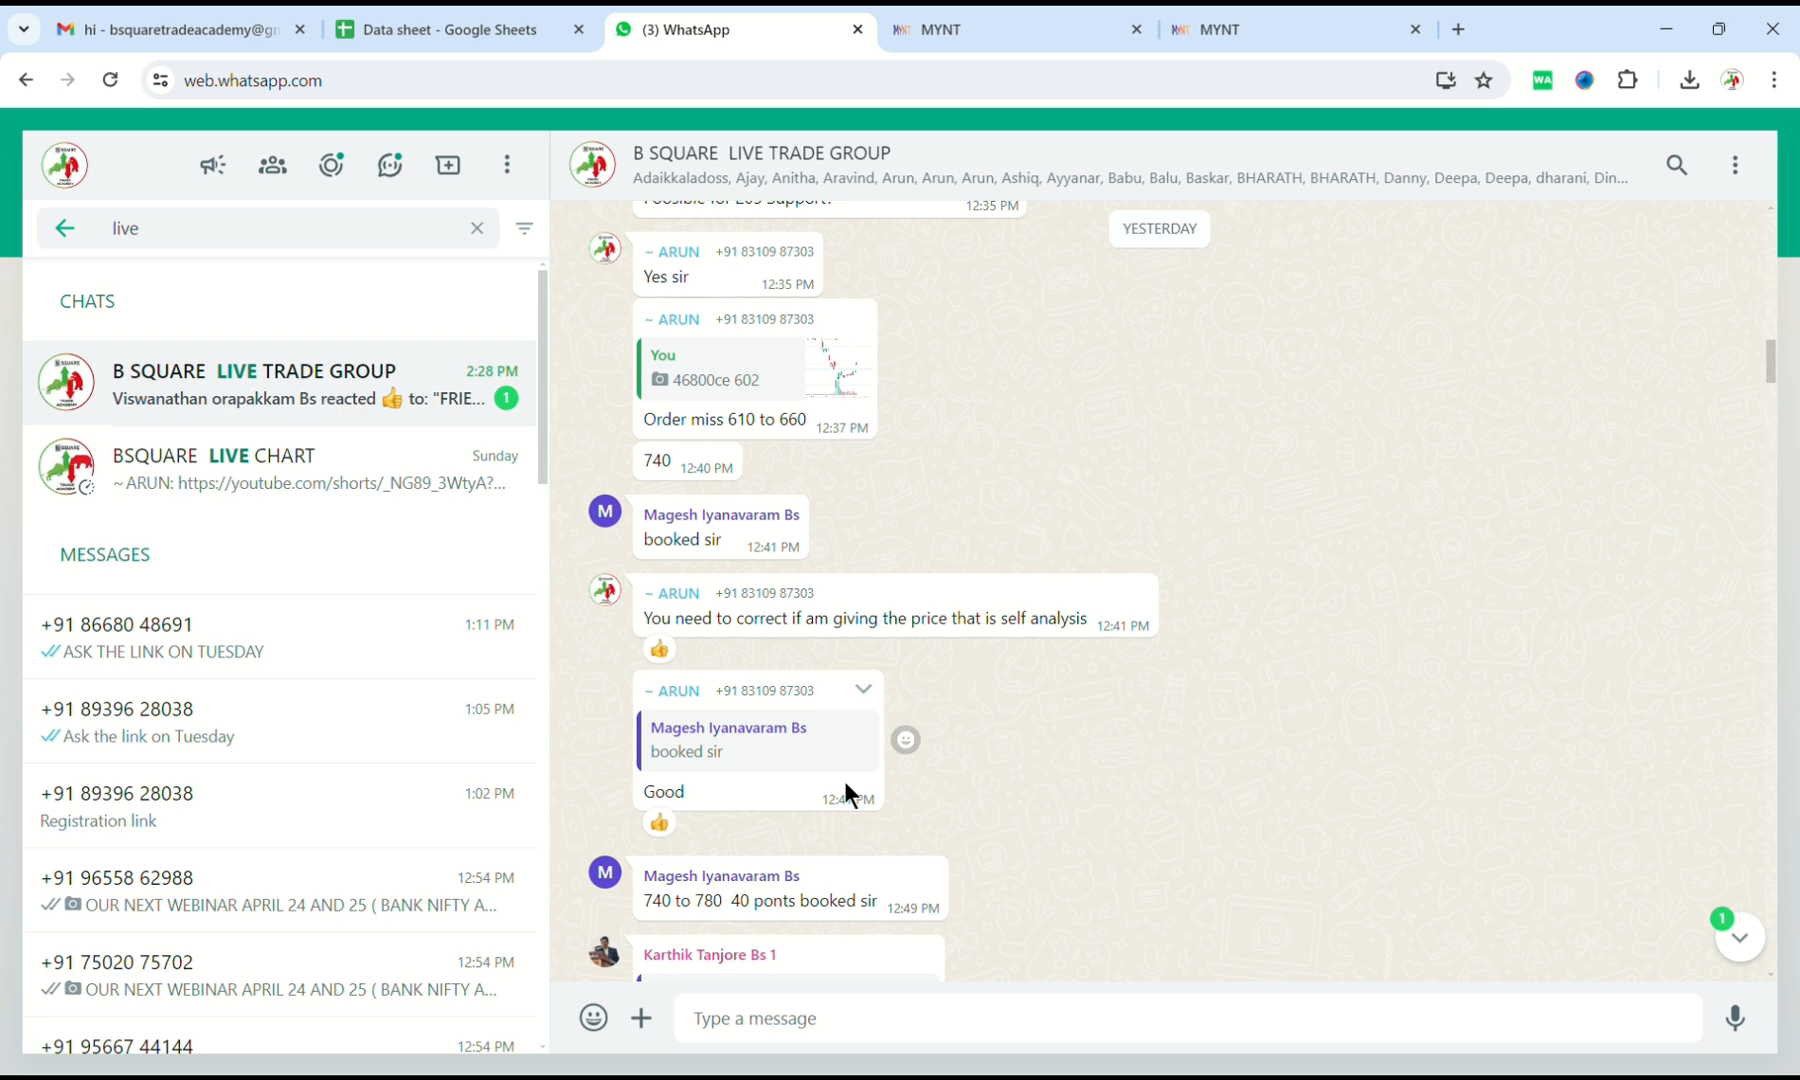 hi - bsquaretradeacademy@gm
Data sheet - Google Sheets
(3) WhatsApp
MYNT MYNT
MYNT MYNT
web.whatsapp.com
WA
live
CHATS
B SQUARE LIVE TRADE GROUP 2:28 PM
Viswanathan orapakkam Bs reacted 👍 to: "FRIE... 1
BSQUARE LIVE CHART Sunday
~ ARUN: https://youtube.com/shorts/_NG89_3WtyA?...
MESSAGES
+91 86680 48691 1:11 PM
ASK THE LINK ON TUESDAY
+91 89396 28038 1:05 PM
Ask the link on Tuesday
+91 89396 28038 1:02 PM
Registration link
+91 96558 62988 12:54 PM
OUR NEXT WEBINAR APRIL 24 AND 25 ( BANK NIFTY A...
+91 75020 75702 12:54 PM
OUR NEXT WEBINAR APRIL 24 AND 25 ( BANK NIFTY A...
+91 95667 44144 12:54 PM
B SQUARE LIVE TRADE GROUP
Adaikkaladoss, Ajay, Anitha, Aravind, Arun, Arun, Arun, Ashiq, Ayyanar, Babu, Balu, Baskar, BHARATH, BHARATH, Danny, Deepa, Deepa, dharani, Din...
12:35 PM
YESTERDAY
~ ARUN +91 83109 87303
Yes sir 12:35 PM
~ ARUN +91 83109 87303
You
46800ce 602
Order miss 610 to 660 12:37 PM
740 12:40 PM
M
Magesh Iyanavaram Bs
booked sir 12:41 PM
~ ARUN +91 83109 87303
You need to correct if am giving the price that is self analysis 12:41 PM
~ ARUN +91 83109 87303
Magesh Iyanavaram Bs
booked sir
Good
M
Magesh Iyanavaram Bs
740 to 780 40 ponts booked sir 12:49 PM
Karthik Tanjore Bs 1
1
Type a message